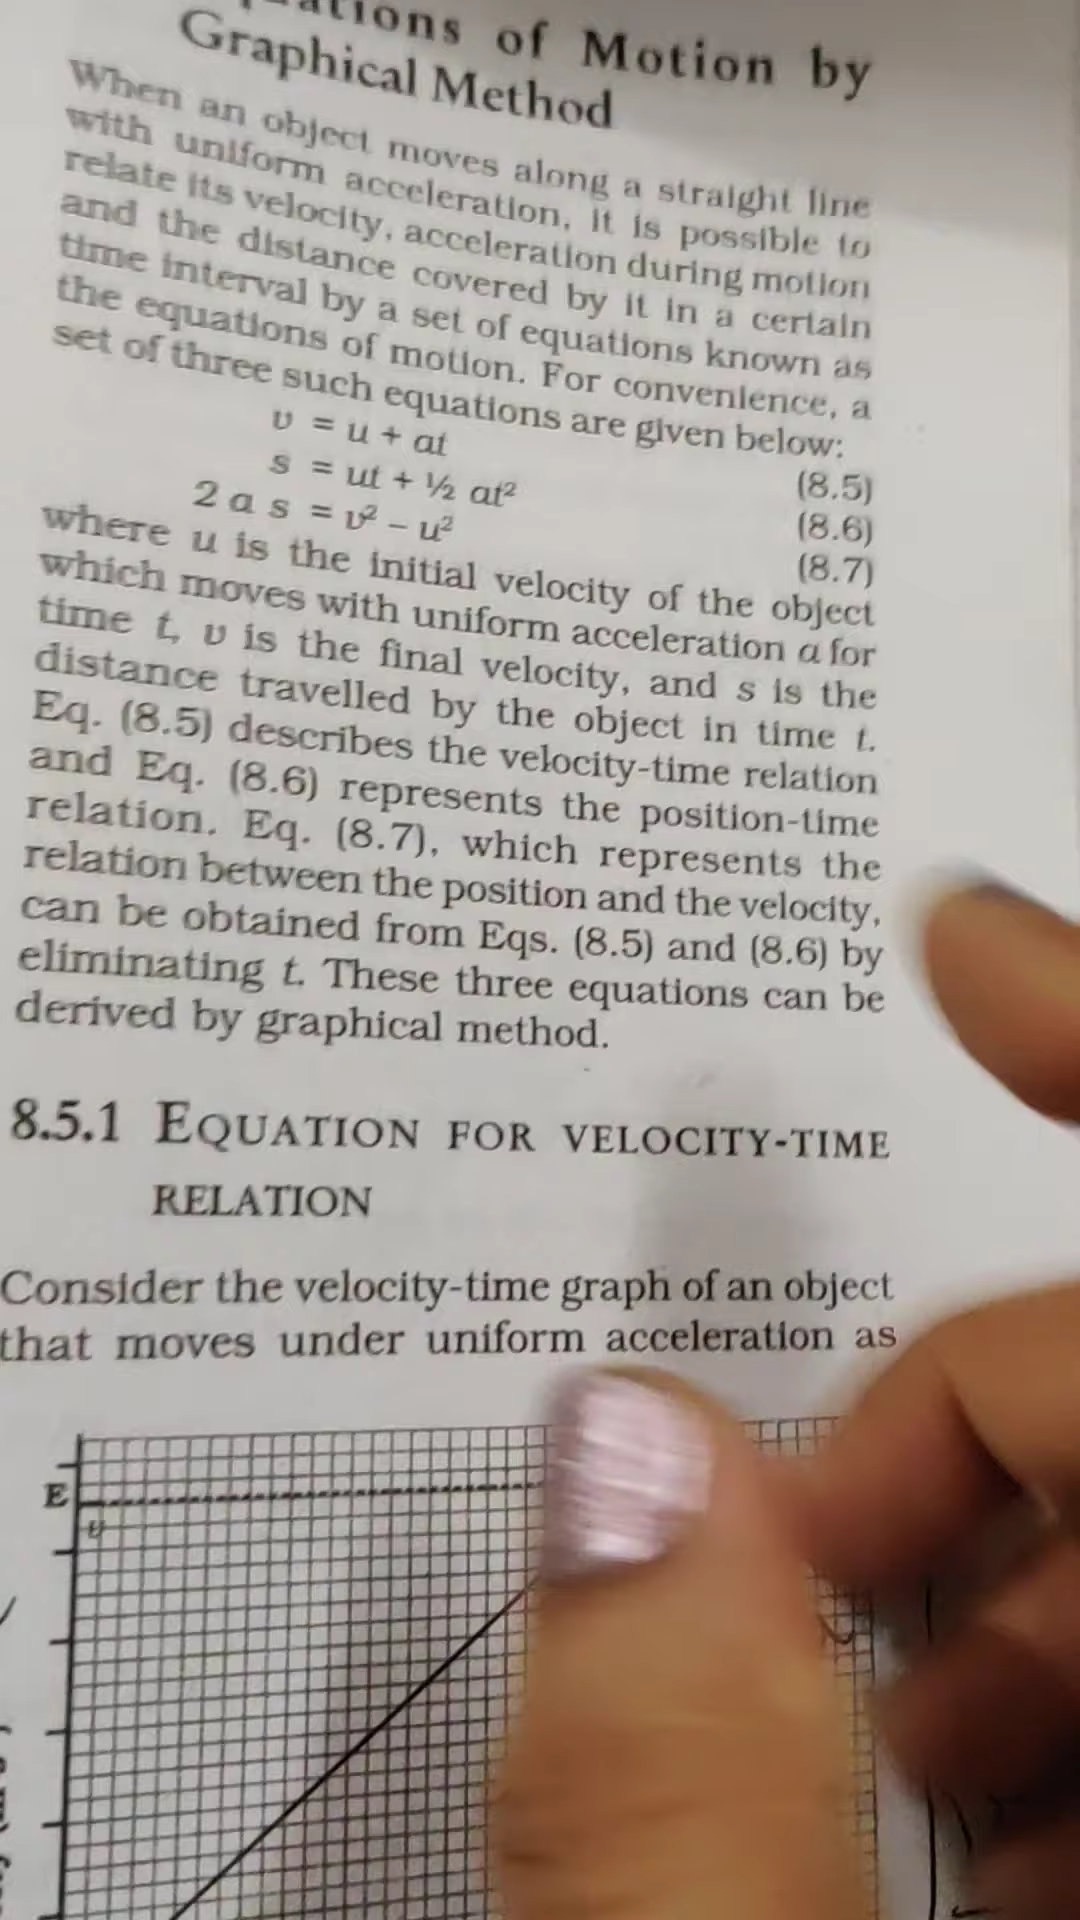 of Motion by
Graphical Method
When an object moves along a straight line
with uniform acceleration, it is possible to
relate its velocity, acceleration during motion
and the distance covered by it in a certain
time interval by a set of equations known as
the equations of motion. For convenience, a
set of three such equations are given below:
v = u + at (8.5)
s = ut + ½ at² (8.6)
2 a s = v² – u² (8.7)
where u is the initial velocity of the object
which moves with uniform acceleration a for
time t, v is the final velocity, and s is the
distance travelled by the object in time t.
Eq. (8.5) describes the velocity-time relation
and Eq. (8.6) represents the position-time
relation. Eq. (8.7), which represents the
relation between the position and the velocity,
can be obtained from Eqs. (8.5) and (8.6) by
eliminating t. These three equations can be
derived by graphical method.
8.5.1 EQUATION FOR VELOCITY-TIME
RELATION
Consider the velocity-time graph of an object
that moves under uniform acceleration as
E